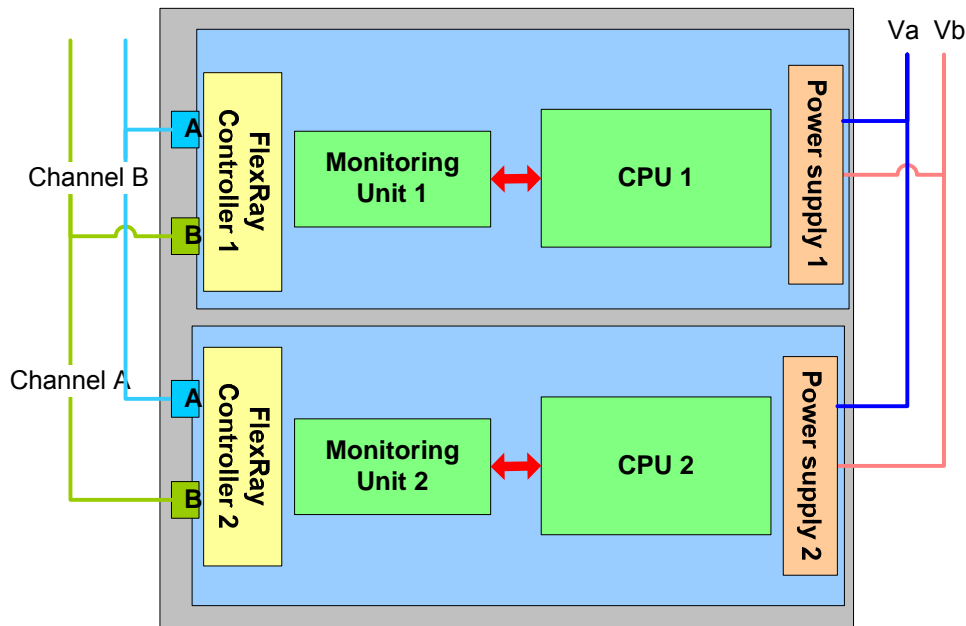 Va Vb
A
FlexRay
Controller 1
Monitoring
Unit 1
CPU 1
Power supply 1
Channel B
B
Channel A
A
FlexRay
Controller 2
Monitoring
Unit 2
CPU 2
Power supply 2
B